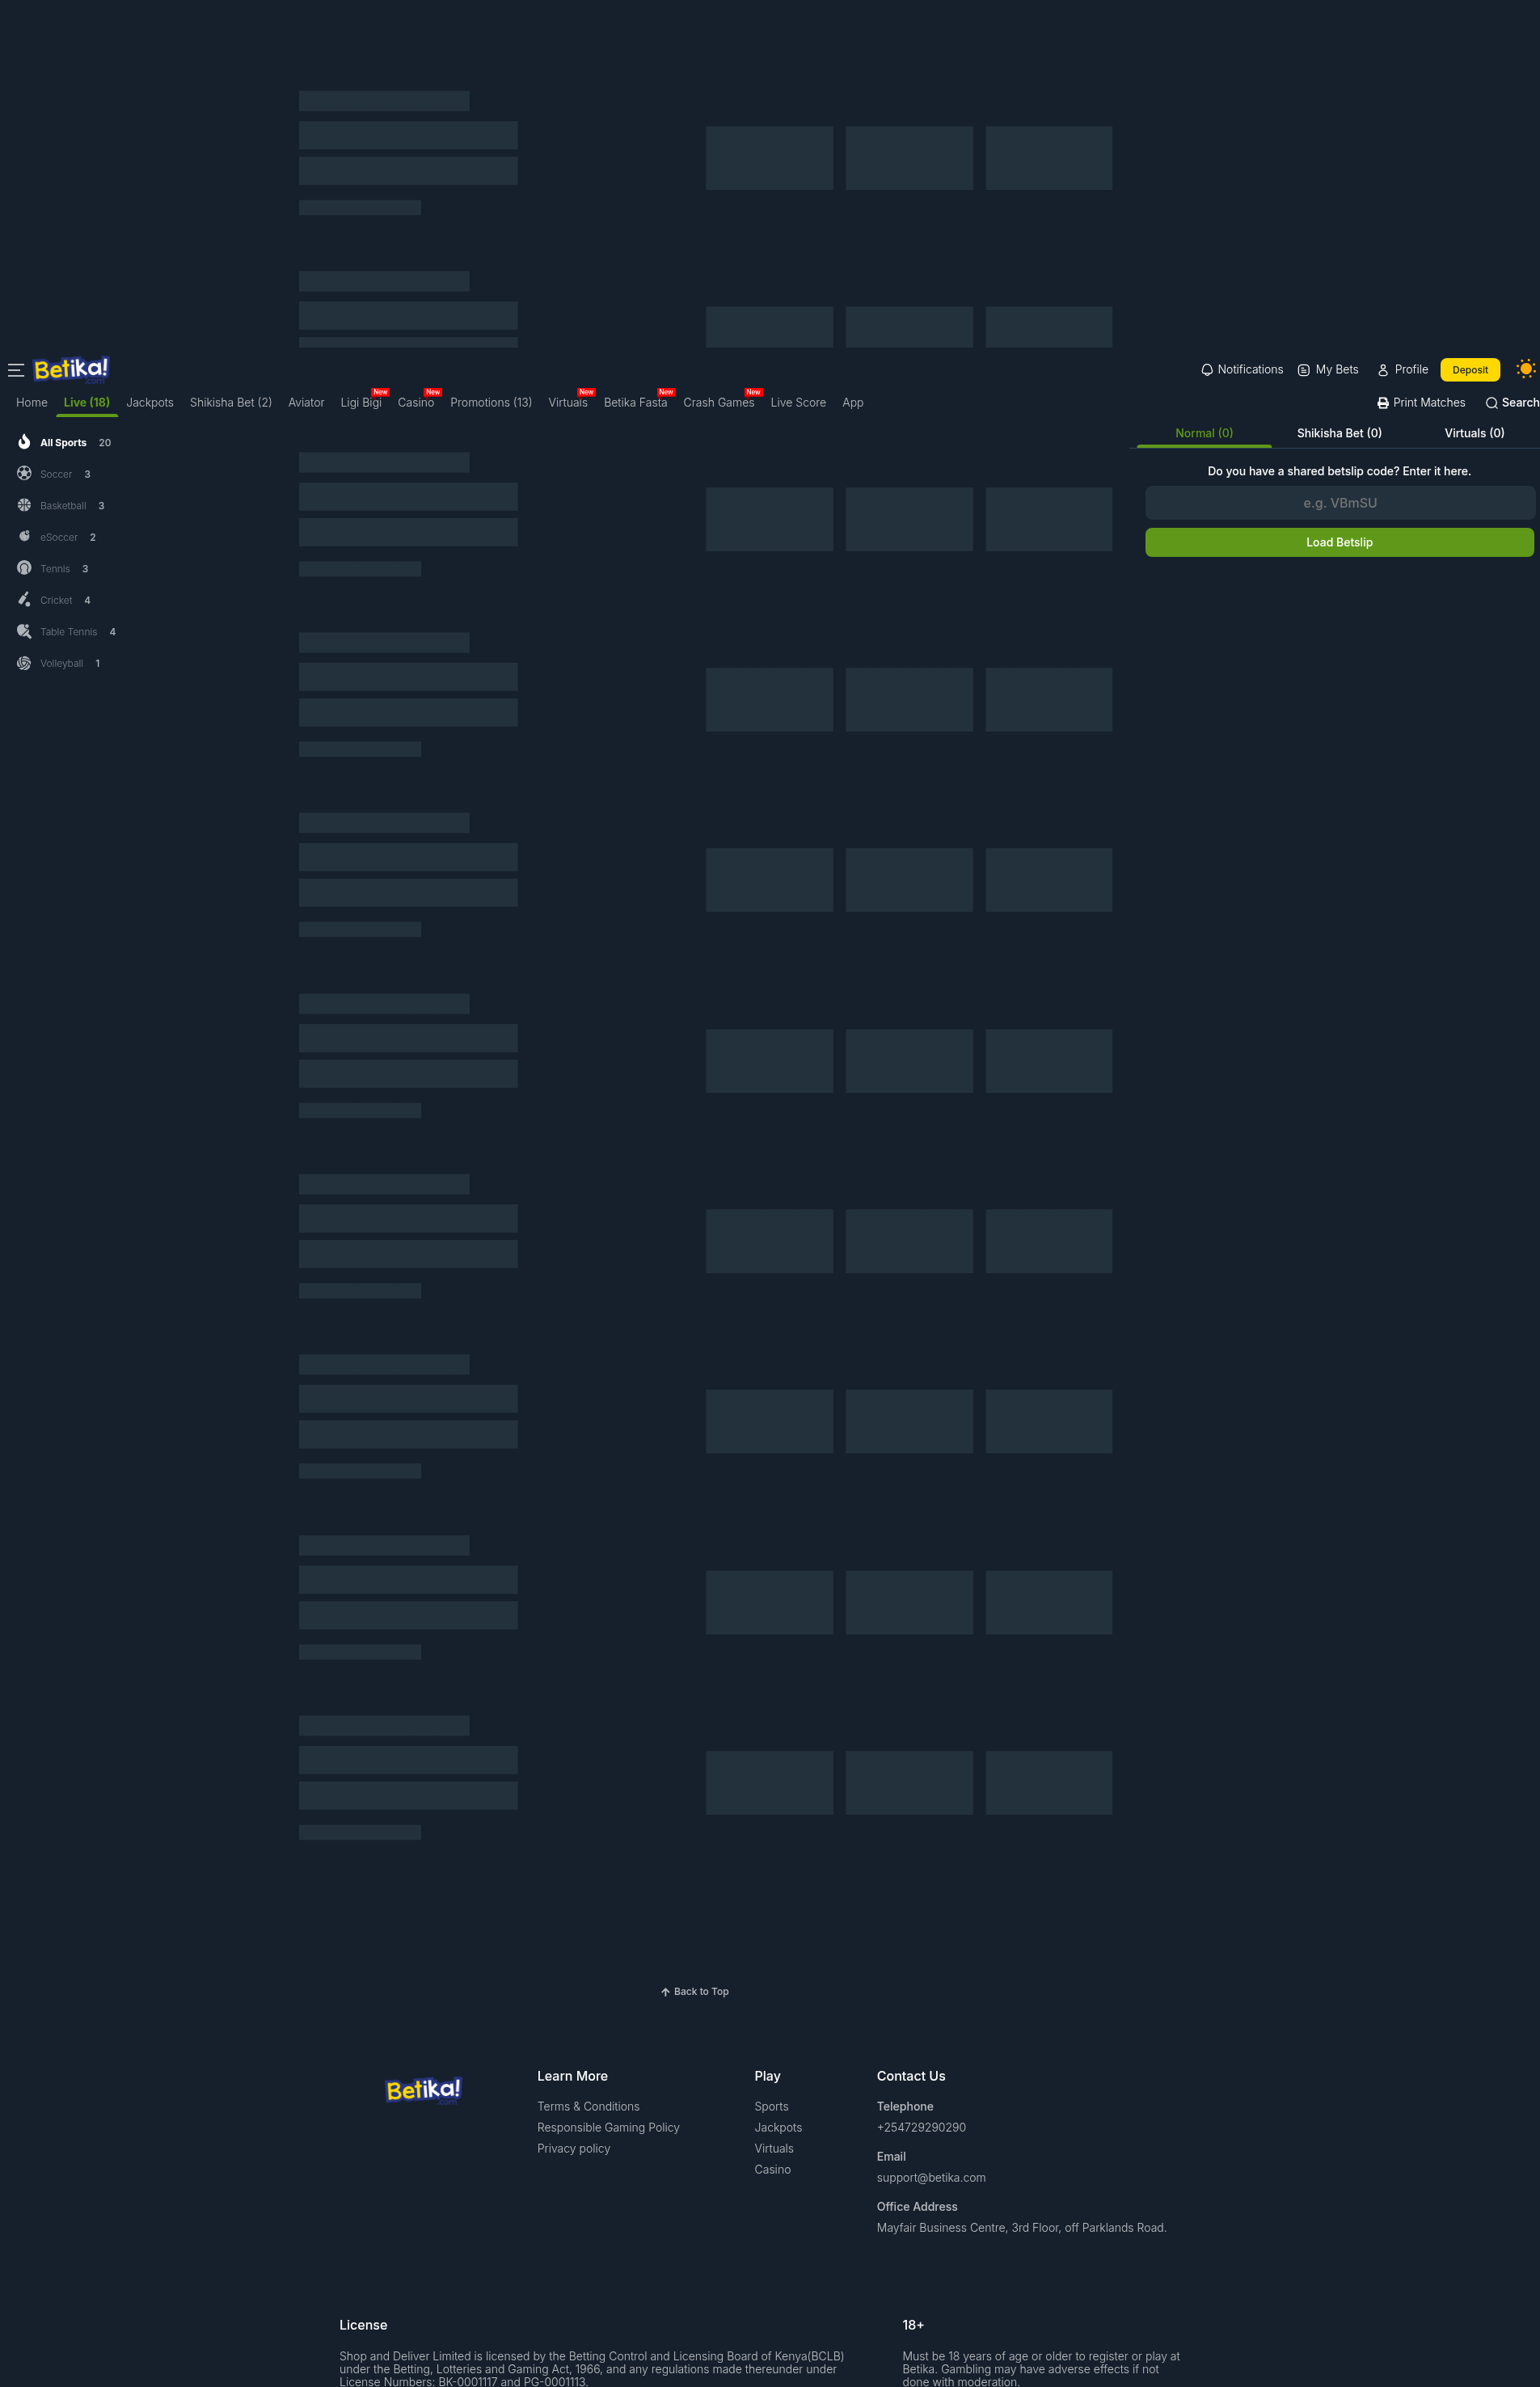 Betika!
.com
Notifications
My Bets
Profile
Deposit
Home
Live (18)
Jackpots
Shikisha Bet (2)
Aviator
Ligi Bigi
New
Casino
New
Promotions (13)
Virtuals
New
Betika Fasta
New
Crash Games
New
Live Score
App
Print Matches
Search
All Sports 20
Soccer 3
Basketball 3
eSoccer 2
Tennis 3
Cricket 4
Table Tennis 4
Volleyball 1
Normal (0)
Shikisha Bet (0)
Virtuals (0)
Do you have a shared betslip code? Enter it here.
e.g. VBmSU
Load Betslip
Back to Top
Betika!
.com
Learn More
Terms & Conditions
Responsible Gaming Policy
Privacy policy
Play
Sports
Jackpots
Virtuals
Casino
Contact Us
Telephone
+254729290290
Email
support@betika.com
Office Address
Mayfair Business Centre, 3rd Floor, off Parklands Road.
License
Shop and Deliver Limited is licensed by the Betting Control and Licensing Board of Kenya(BCLB)
under the Betting, Lotteries and Gaming Act, 1966, and any regulations made thereunder under
License Numbers: BK-0001117 and PG-0001113.
18+
Must be 18 years of age or older to register or play at
Betika. Gambling may have adverse effects if not
done with moderation.